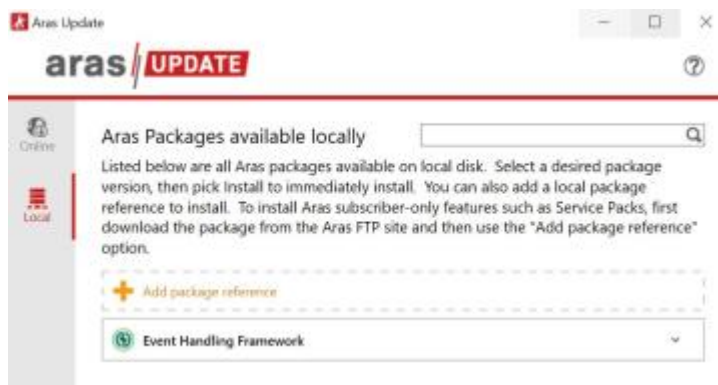 Aras Update
aras UPDATE
Online
Aras Packages available locally
Listed below are all Aras packages available on local disk. Select a desired package
version, then pick Install to immediately install. You can also add a local package
reference to install. To install Aras subscriber-only features such as Service Packs, first
download the package from the Aras FTP site and then use the "Add package reference"
option.
Local
Add package reference
Event Handling Framework